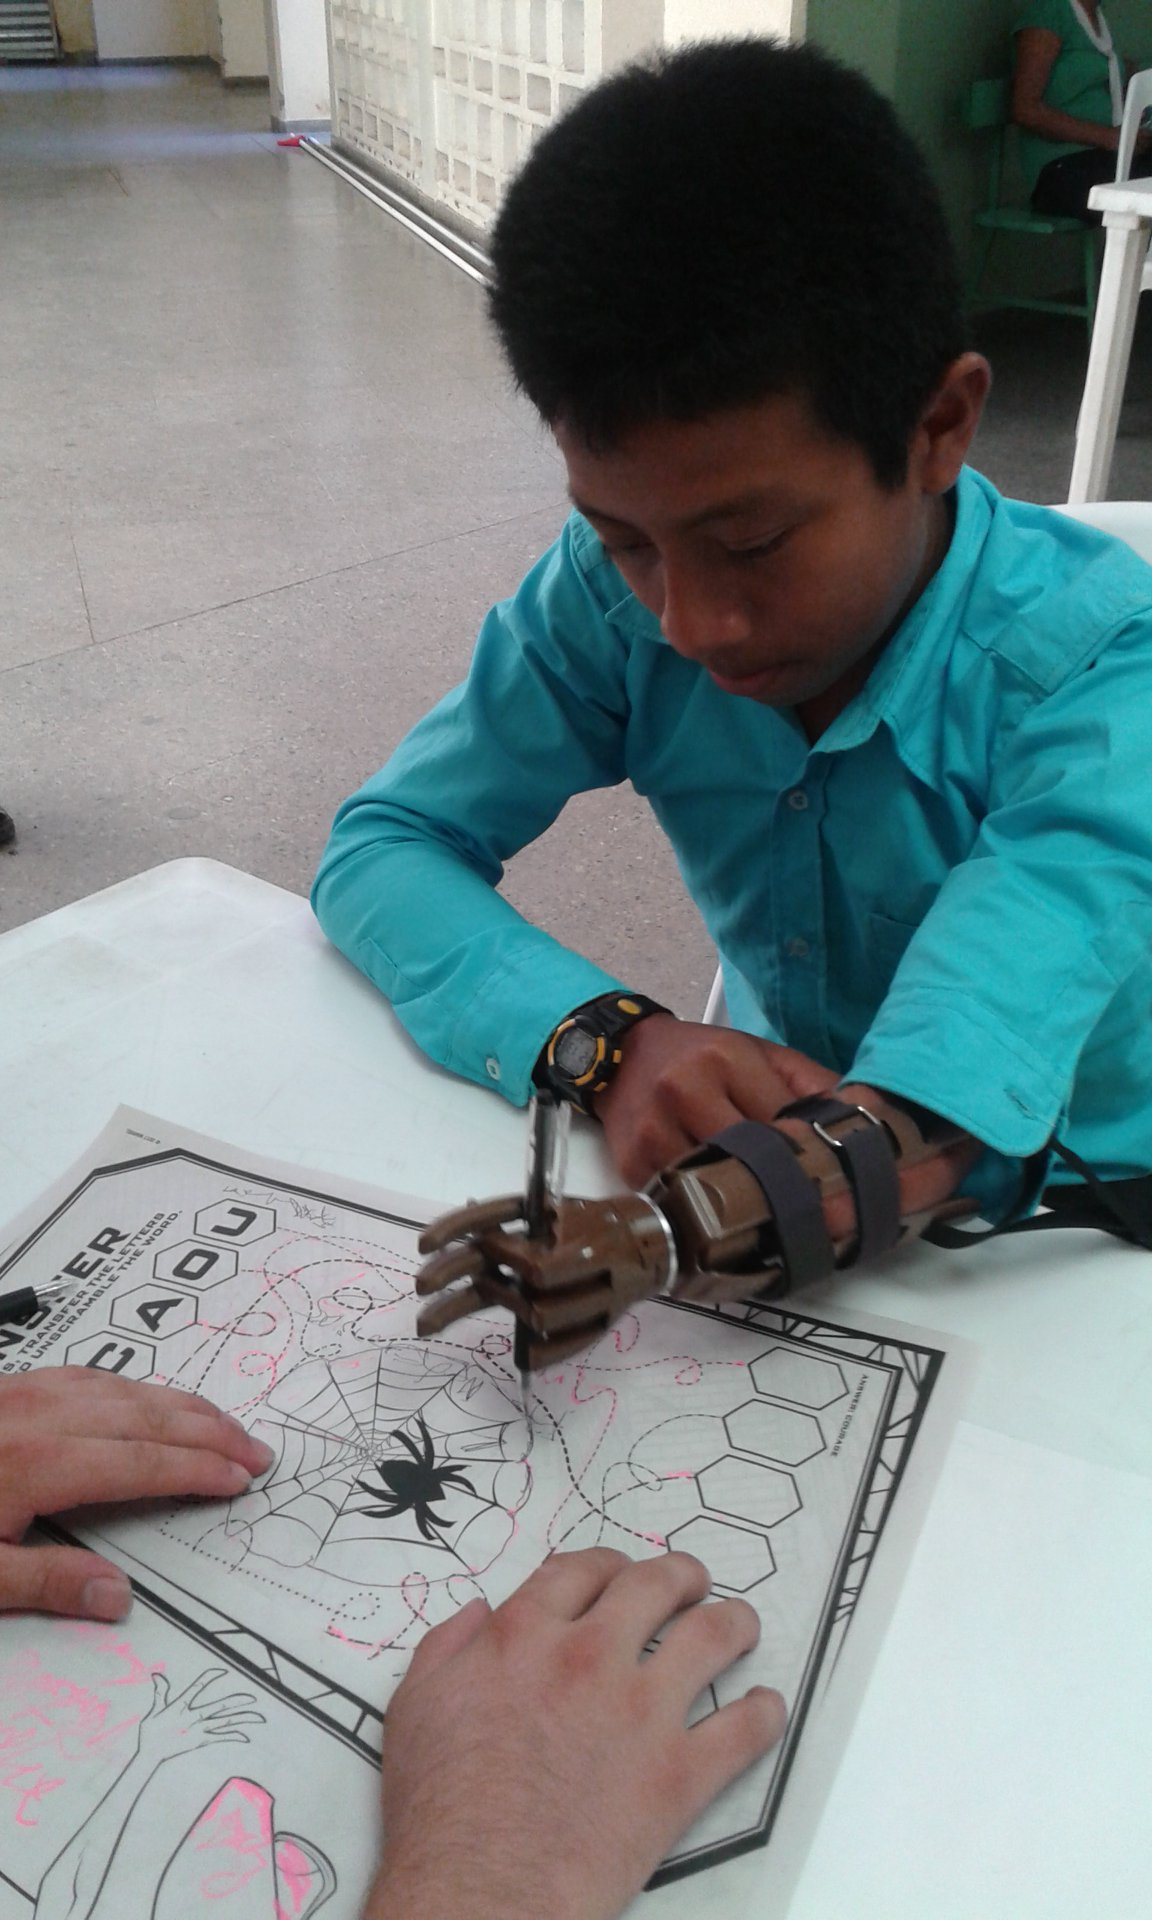 S, TRANSFER THE LETTERS
O UNSCRAMBLE THE WORD.
C A O U
ANSWER: COURAGE